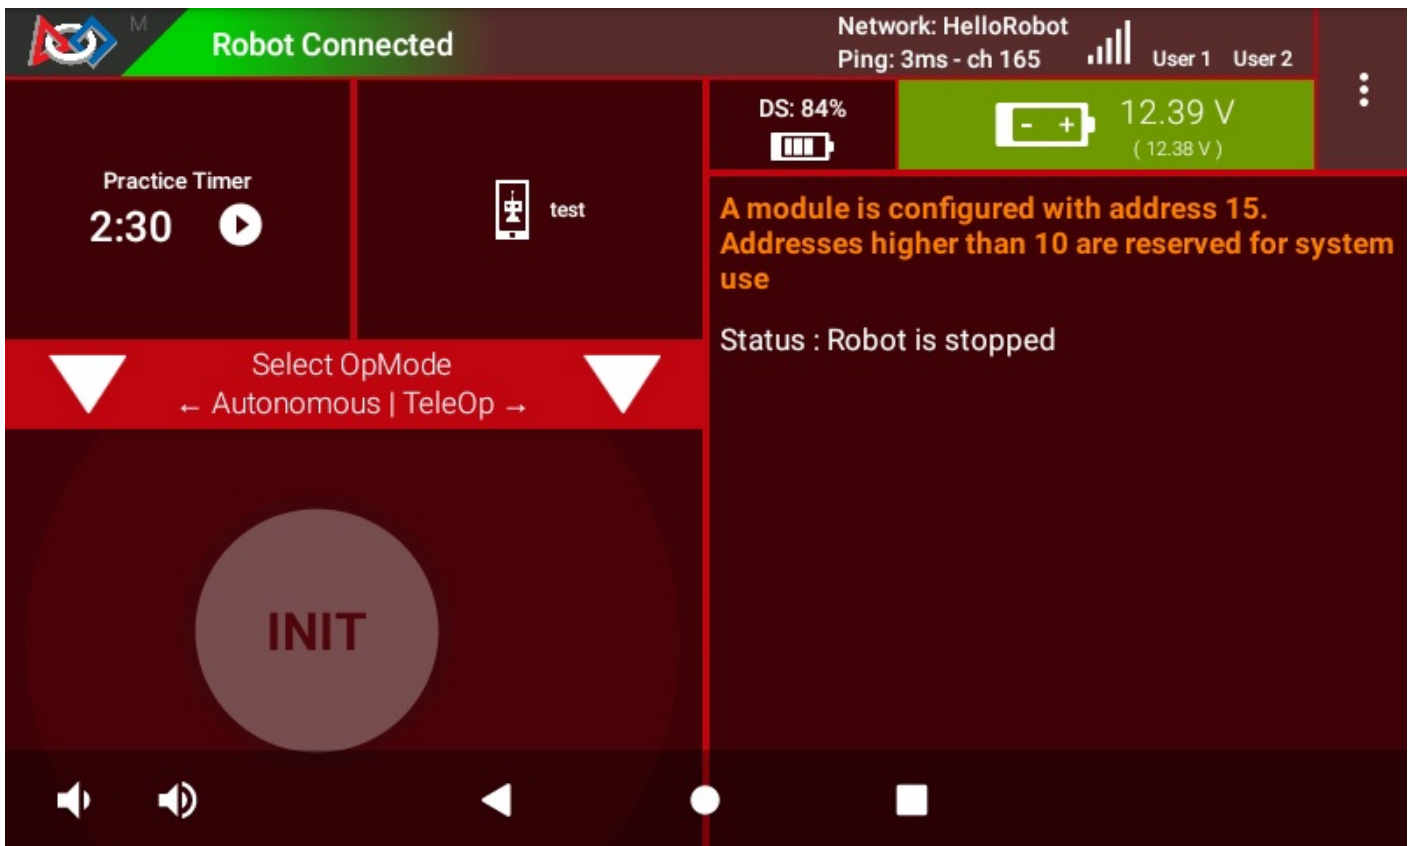 M
Robot Connected
Network: HelloRobot
Ping: 3ms - ch 165
User 1 User 2
DS: 84%
- +
12.39 V
( 12.38 V )
Practice Timer
2:30
test
A module is configured with address 15.
Addresses higher than 10 are reserved for system
use
Status : Robot is stopped
Select OpMode
← Autonomous | TeleOp →
INIT